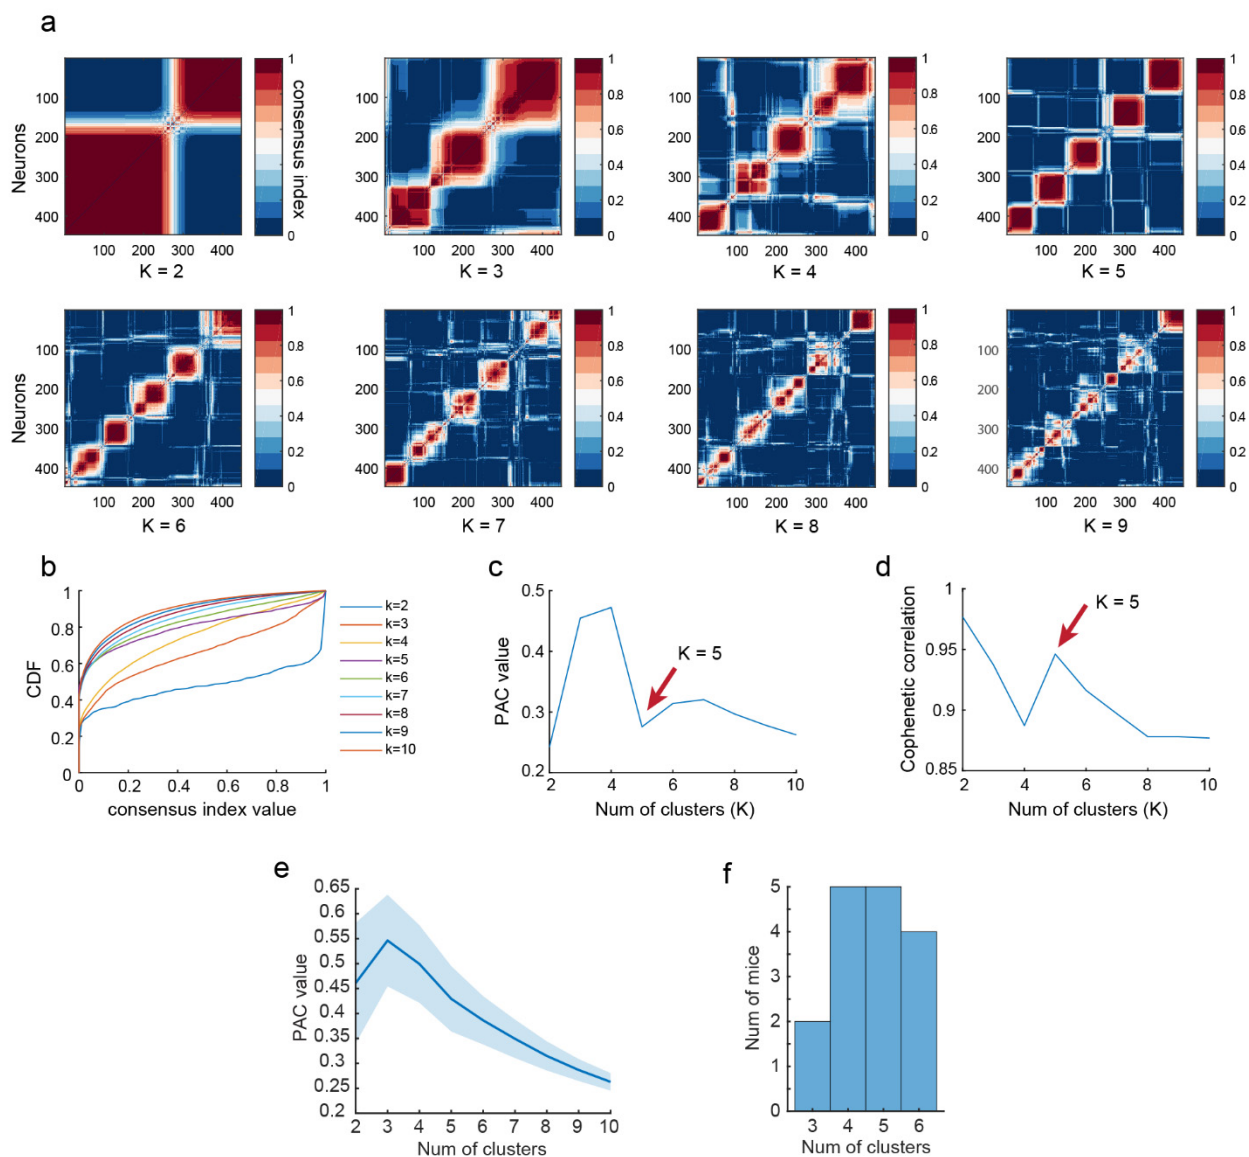 a
1
0.8
0.6
0.4
0.2
0
consensus index
Neurons
100
200
300
400
100 200 300 400
K = 2
1
0.8
0.6
0.4
0.2
0
100
200
300
400
100 200 300 400
K = 3
1
0.8
0.6
0.4
0.2
0
100
200
300
400
100 200 300 400
K = 4
1
0.8
0.6
0.4
0.2
0
100
200
300
400
100 200 300 400
K = 5
1
0.8
0.6
0.4
0.2
0
Neurons
100
200
300
400
100 200 300 400
K = 6
1
0.8
0.6
0.4
0.2
0
100
200
300
400
100 200 300 400
K = 7
1
0.8
0.6
0.4
0.2
0
100
200
300
400
100 200 300 400
K = 8
1
0.8
0.6
0.4
0.2
0
100
200
300
400
100 200 300 400
K = 9
b
CDF
1
0.8
0.6
0.4
0.2
0
0 0.2 0.4 0.6 0.8 1
consensus index value
k=2
k=3
k=4
k=5
k=6
k=7
k=8
k=9
k=10
c
PAC value
0.5
0.4
0.3
0.2
K = 5
2 4 6 8 10
Num of clusters (K)
d
Cophenetic correlation
1
0.95
0.9
0.85
K = 5
2 4 6 8 10
Num of clusters (K)
e
PAC value
0.65
0.6
0.55
0.5
0.45
0.4
0.35
0.3
0.25
0.2
2 3 4 5 6 7 8 9 10
Num of clusters
f
Num of mice
5
4
3
2
1
0
3 4 5 6
Num of clusters